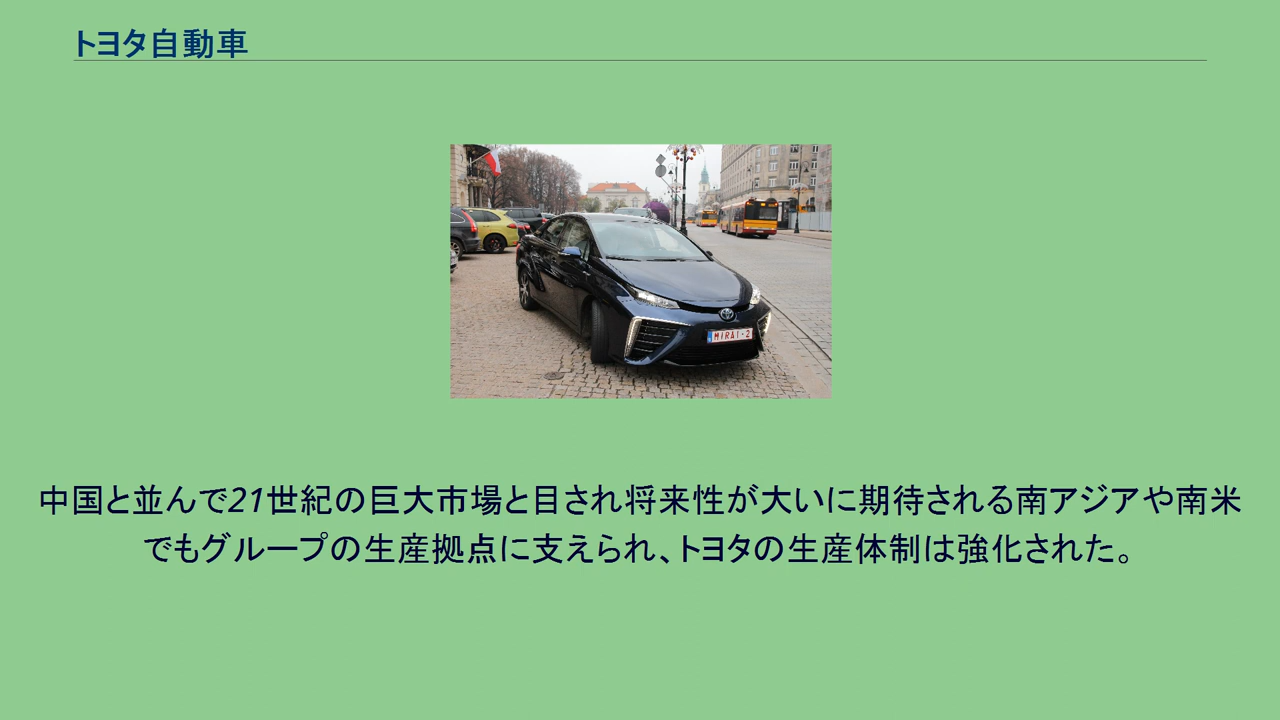 トヨタ自動車
MIRAI-2
中国と並んで21世紀の巨大市場と目され将来性が大いに期待される南アジアや南米
でもグループの生産拠点に支えられ、トヨタの生産体制は強化された。